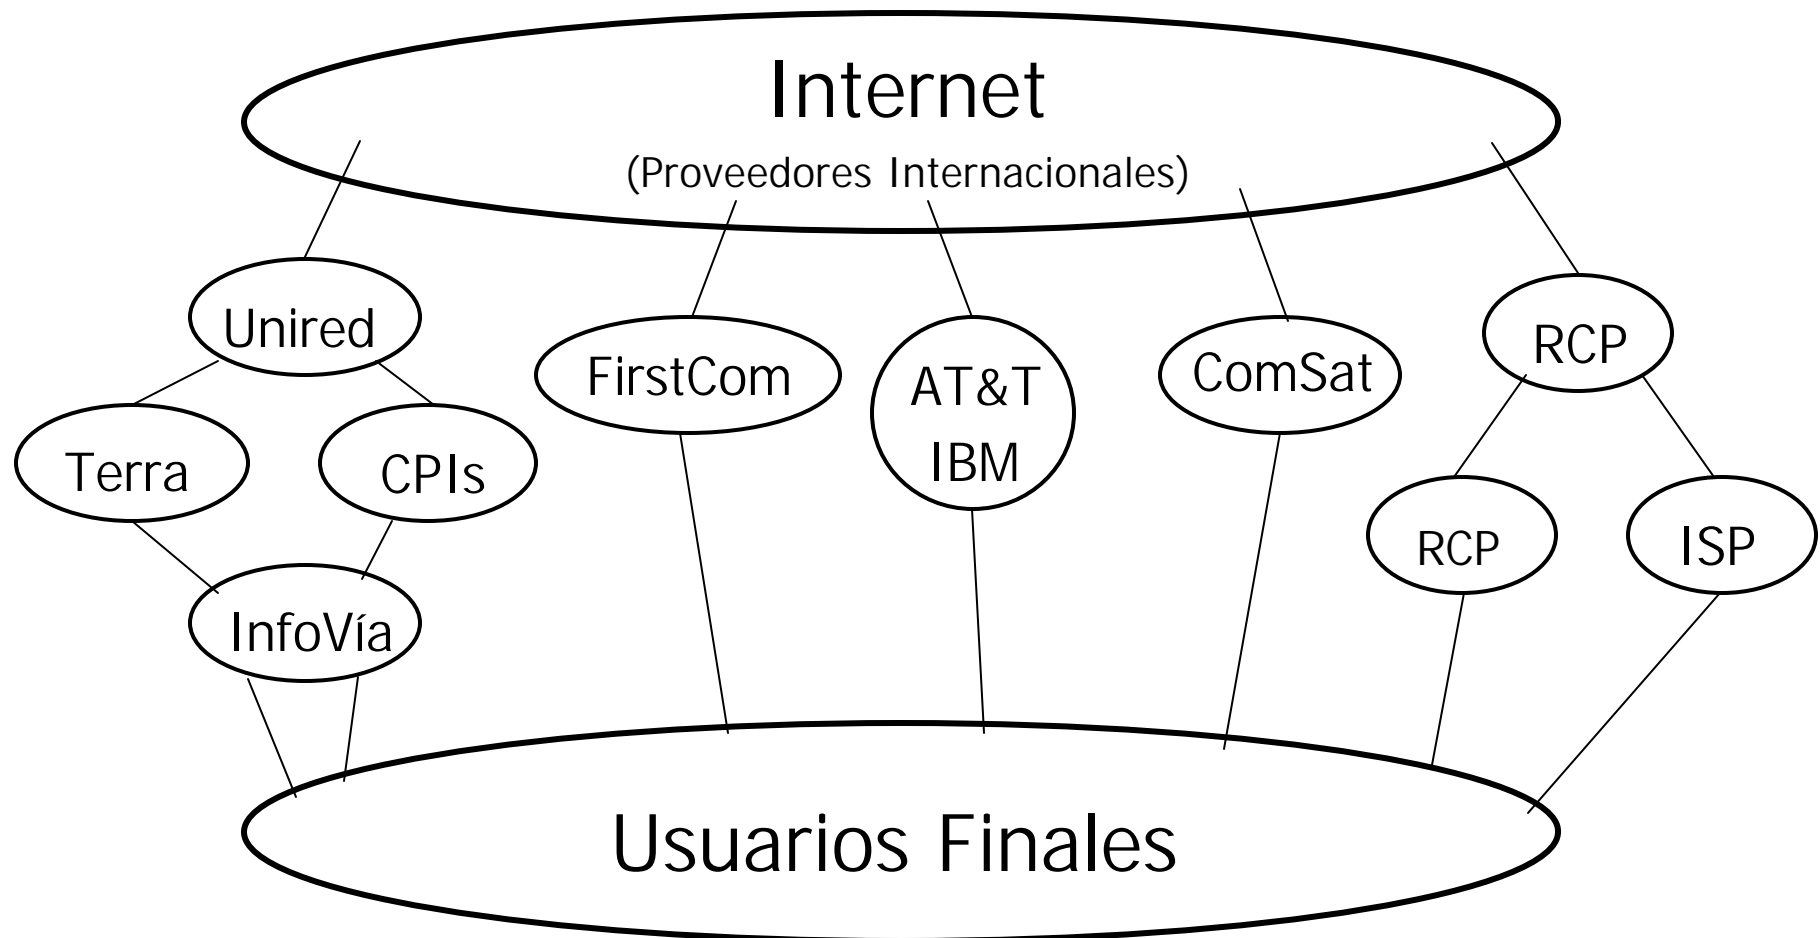 Internet
(Proveedores Internacionales)
Unired
FirstCom
AT&T
IBM
ComSat
RCP
Terra
CPIs
RCP
ISP
InfoVía
Usuarios Finales